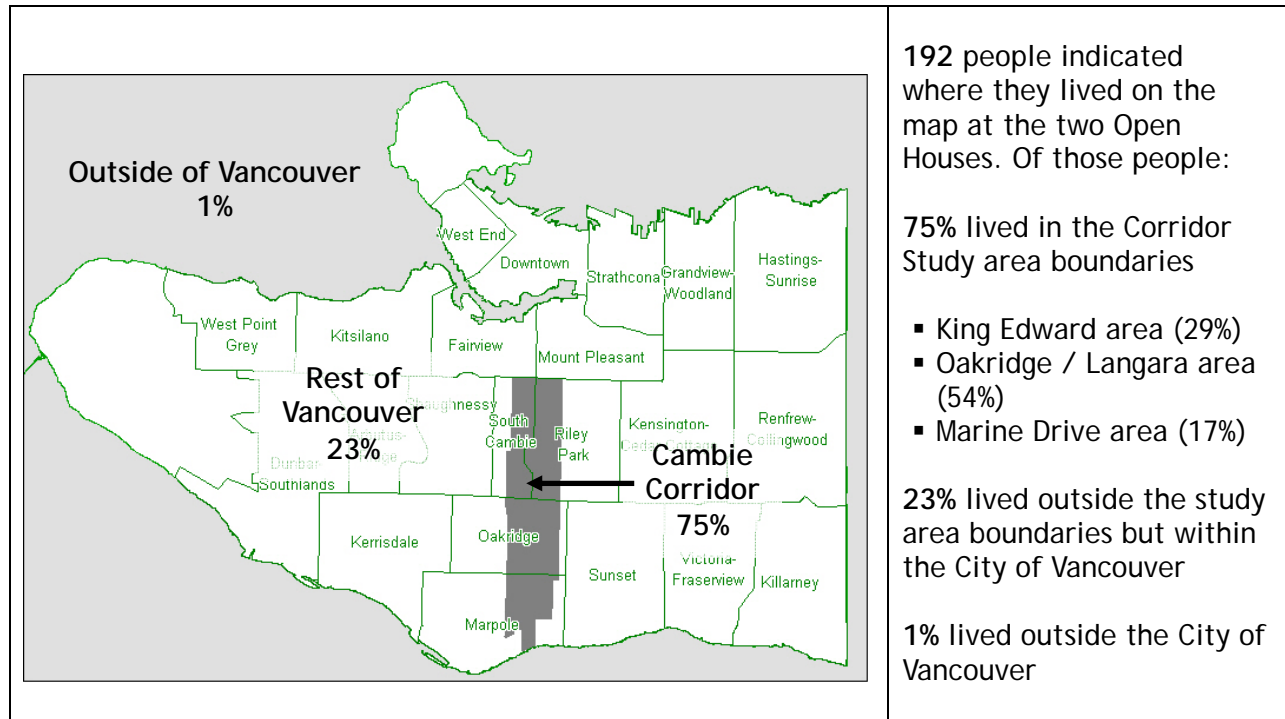 Outside of Vancouver
1%
West End
Downtown
Strathcona
Grandview-
Woodland
Hastings-
Sunrise
West Point
Grey
Kitsilano
Fairview
Mount Pleasant
Rest of
Vancouver
23%
Shaughnessy
South
Cambie
Riley
Park
Kensington-
Cedar Cottage
Renfrew-
Collingwood
Dunbar-
Southlands
Cambie
Corridor
75%
Kerrisdale
Oakridge
Sunset
Victoria-
Fraserview
Killarney
Marpole
192 people indicated
where they lived on the
map at the two Open
Houses. Of those people:
75% lived in the Corridor
Study area boundaries
▪ King Edward area (29%)
▪ Oakridge / Langara area
(54%)
▪ Marine Drive area (17%)
23% lived outside the study
area boundaries but within
the City of Vancouver
1% lived outside the City of
Vancouver